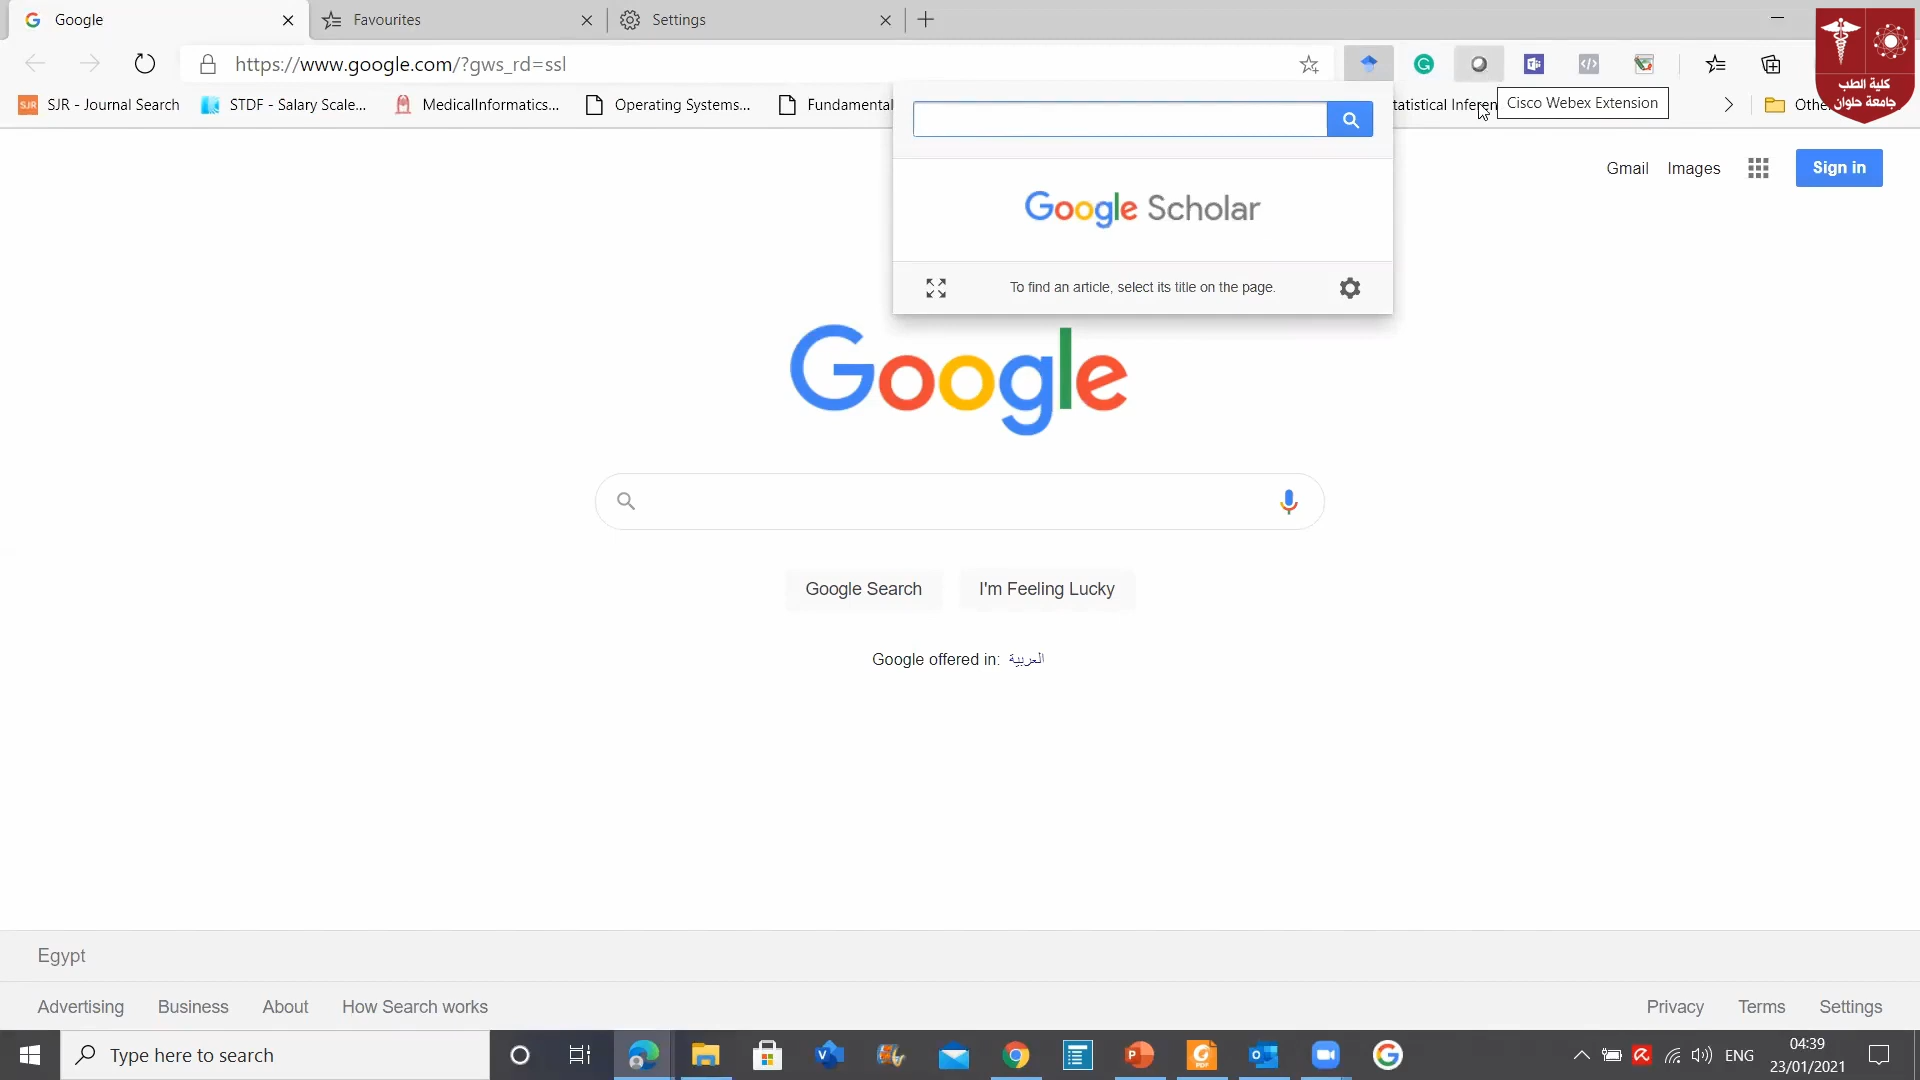 Google
Favourites
Settings
https://www.google.com/?gws_rd=ssl
SJR
SJR - Journal Search
STDF - Salary Scale...
MedicalInformatics...
Operating Systems...
Fundamental
tatistical Inferen
Cisco Webex Extension
Othe
كلية الطب
جامعة حلوان
Gmail
Images
Sign in
Google Scholar
To find an article, select its title on the page.
Google
Google Search
I'm Feeling Lucky
Google offered in: العربية
Egypt
Advertising
Business
About
How Search works
Privacy
Terms
Settings
Type here to search
ENG
04:39
23/01/2021